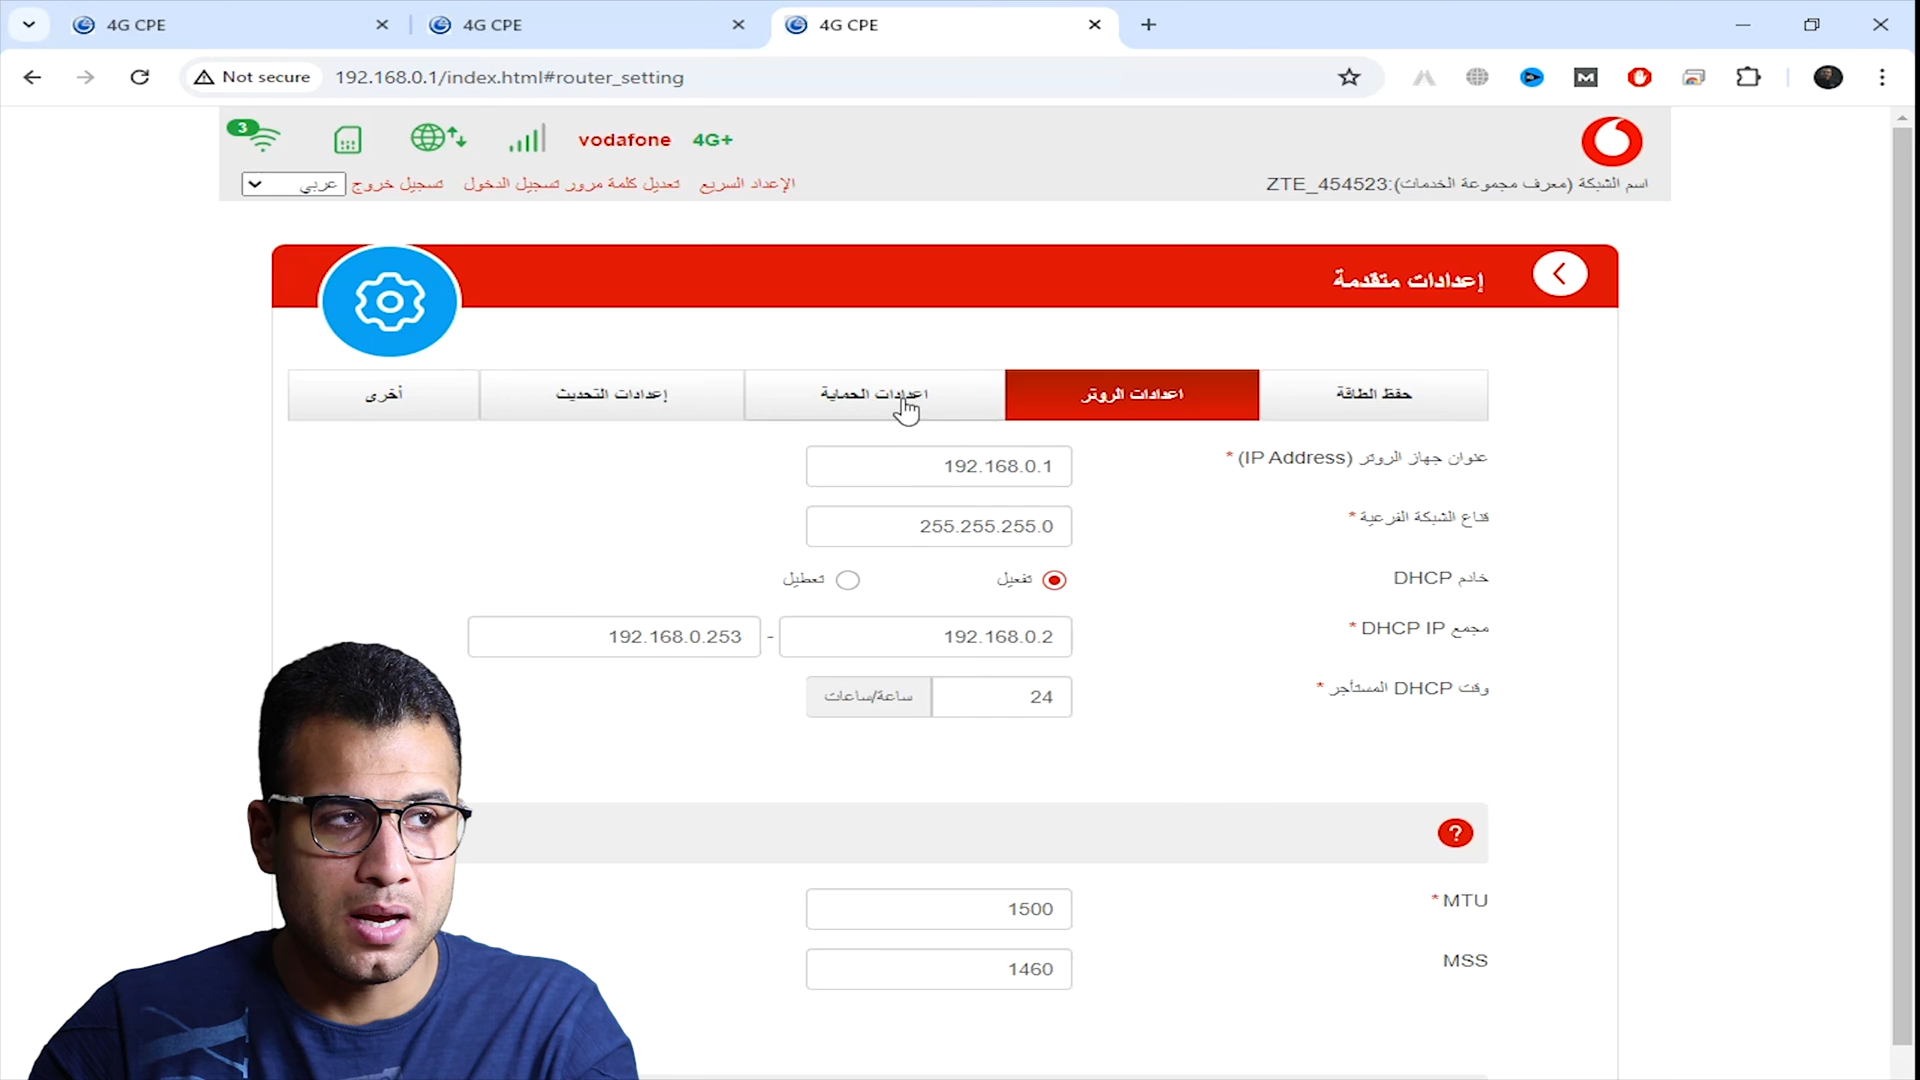 4G CPE
4G CPE
4G CPE
Not secure
192.168.0.1/index.html#router_setting
3
vodafone
4G+
عربي
تسجيل خروج
تعديل كلمة مرور تسجيل الدخول
الإعداد السريع
اسم الشبكة (معرف مجموعة الخدمات):ZTE_454523
إعدادات متقدمة
حفظ الطاقة
اعدادات الروتر
اعدادات الحماية
إعدادات التحديث
أخرى
عنوان جهاز الروتر (IP Address) *
192.168.0.1
قناع الشبكة الفرعية *
255.255.255.0
خادم DHCP
تفعيل
تعطيل
مجمع DHCP IP *
192.168.0.2 - 192.168.0.253
وقت DHCP المستأجر *
24
ساعة/ساعات
?
MTU *
1500
MSS
1460